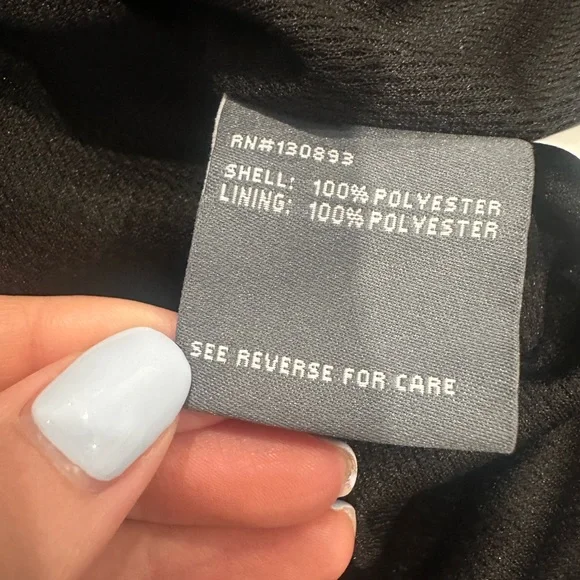 RN#130893
SHELL: 100% POLYESTER
LINING: 100% POLYESTER
SEE REVERSE FOR CARE